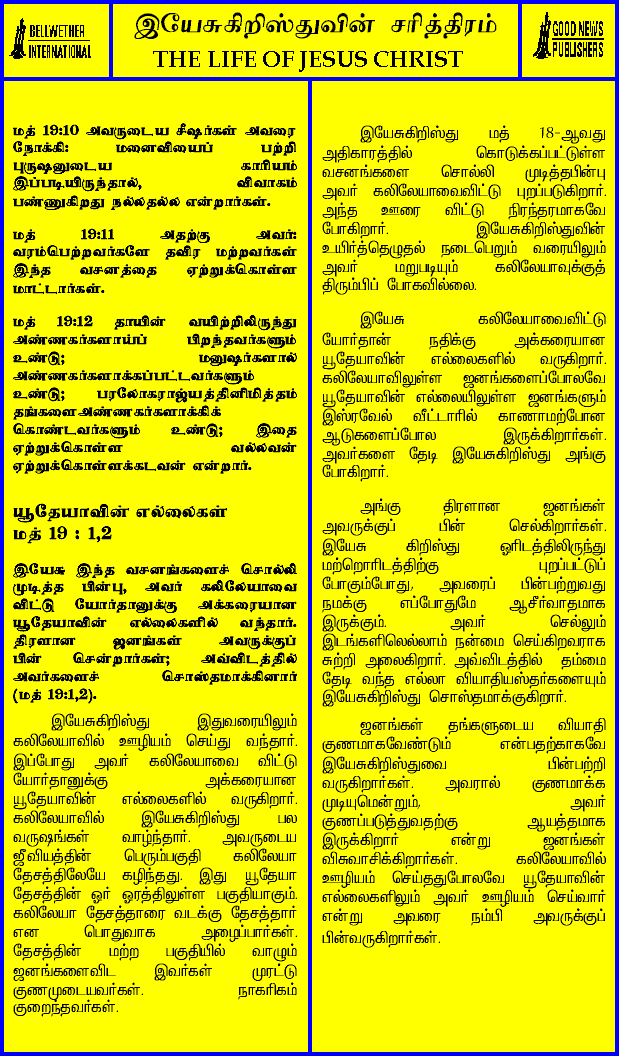 BELLWETHER
INTERNATIONAL
இயேசுகிறிஸ்துவின் சரித்திரம்
THE LIFE OF JESUS CHRIST
GOOD NEWS
PUBLISHERS
மத் 19:10 அவருடைய சீஷர்கள் அவரை
நோக்கி: மனைவியைப் பற்றி
புருஷனுடைய காரியம்
இப்படியிருந்தால், விவாகம்
பண்ணுகிறது நல்லதல்ல என்றார்கள்.
மத் 19:11 அதற்கு அவர்:
வரம்பெற்றவர்களே தவிர மற்றவர்கள்
இந்த வசனத்தை ஏற்றுக்கொள்ள
மாட்டார்கள்.
மத் 19:12 தாயின் வயிற்றிலிருந்து
அண்ணகர்களாய்ப் பிறந்தவர்களும்
உண்டு; மனுஷர்களால்
அண்ணகர்களாக்கப்பட்டவர்களும்
உண்டு; பரலோகராஜ்யத்தினிமித்தம்
தங்களைஅண்ணகர்களாக்கிக்
கொண்டவர்களும் உண்டு; இதை
ஏற்றுக்கொள்ள வல்லவன்
ஏற்றுக்கொள்ளக்கடவன் என்றார்.
யூதேயாவின் எல்லைகள்
மத் 19 : 1,2
இயேசு இந்த வசனங்களைச் சொல்லி
முடித்த பின்பு, அவர் கலிலேயாவை
விட்டு யோர்தானுக்கு அக்கரையான
யூதேயாவின் எல்லைகளில் வந்தார்.
திரளான ஜனங்கள் அவருக்குப்
பின் சென்றார்கள்; அவ்விடத்தில்
அவர்களைச் சொஸ்தமாக்கினார்
(மத் 19:1,2).
இயேசுகிறிஸ்து இதுவரையிலும்
கலிலேயாவில் ஊழியம் செய்து வந்தார்.
இப்போது அவர் கலிலேயாவை விட்டு
யோர்தானுக்கு அக்கரையான
யூதேயாவின் எல்லைகளில் வருகிறார்.
கலிலேயாவில் இயேசுகிறிஸ்து பல
வருஷங்கள் வாழ்ந்தார். அவருடைய
ஜீவியத்தின் பெரும்பகுதி கலிலேயா
தேசத்திலேயே கழிந்தது. இது யூதேயா
தேசத்தின் ஓர் ஓரத்திலுள்ள பகுதியாகும்.
கலிலேயா தேசத்தாரை வடக்கு தேசத்தார்
என பொதுவாக அழைப்பார்கள்.
தேசத்தின் மற்ற பகுதியில் வாழும்
ஜனங்களைவிட இவர்கள் முரட்டு
குணமுடையவர்கள். நாகரிகம்
குறைந்தவர்கள்.
இயேசுகிறிஸ்து மத் 18-ஆவது
அதிகாரத்தில் கொடுக்கப்பட்டுள்ள
வசனங்களை சொல்லி முடித்தபின்பு
அவர் கலிலேயாவைவிட்டு புறப்படுகிறார்.
அந்த ஊரை விட்டு நிரந்தரமாகவே
போகிறார். இயேசுகிறிஸ்துவின்
உயிர்த்தெழுதல் நடைபெறும் வரையிலும்
அவர் மறுபடியும் கலிலேயாவுக்குத்
திரும்பிப் போகவில்லை.
இயேசு கலிலேயாவைவிட்டு
யோர்தான் நதிக்கு அக்கரையான
யூதேயாவின் எல்லைகளில் வருகிறார்.
கலிலேயாவிலுள்ள ஜனங்களைப்போலவே
யூதேயாவின் எல்லையிலுள்ள ஜனங்களும்
இஸ்ரவேல் வீட்டாரில் காணாமற்போன
ஆடுகளைப்போல இருக்கிறார்கள்.
அவர்களை தேடி இயேசுகிறிஸ்து அங்கு
போகிறார்.
அங்கு திரளான ஜனங்கள்
அவருக்குப் பின் செல்கிறார்கள்.
இயேசு கிறிஸ்து ஓரிடத்திலிருந்து
மற்றொரிடத்திற்கு புறப்பட்டுப்
போகும்போது, அவரைப் பின்பற்றுவது
நமக்கு எப்போதுமே ஆசீர்வாதமாக
இருக்கும். அவர் செல்லும்
இடங்களிலெல்லாம் நன்மை செய்கிறவராக
சுற்றி அலைகிறார். அவ்விடத்தில் தம்மை
தேடி வந்த எல்லா வியாதியஸ்தர்களையும்
இயேசுகிறிஸ்து சொஸ்தமாக்குகிறார்.
ஜனங்கள் தங்களுடைய வியாதி
குணமாகவேண்டும் என்பதற்காகவே
இயேசுகிறிஸ்துவை பின்பற்றி
வருகிறார்கள். அவரால் குணமாக்க
முடியுமென்றும், அவர்
குணப்படுத்துவதற்கு ஆயத்தமாக
இருக்கிறார் என்று ஜனங்கள்
விசுவாசிக்கிறார்கள். கலிலேயாவில்
ஊழியம் செய்ததுபோலவே யூதேயாவின்
எல்லைகளிலும் அவர் ஊழியம் செய்வார்
என்று அவரை நம்பி அவருக்குப்
பின்வருகிறார்கள்.